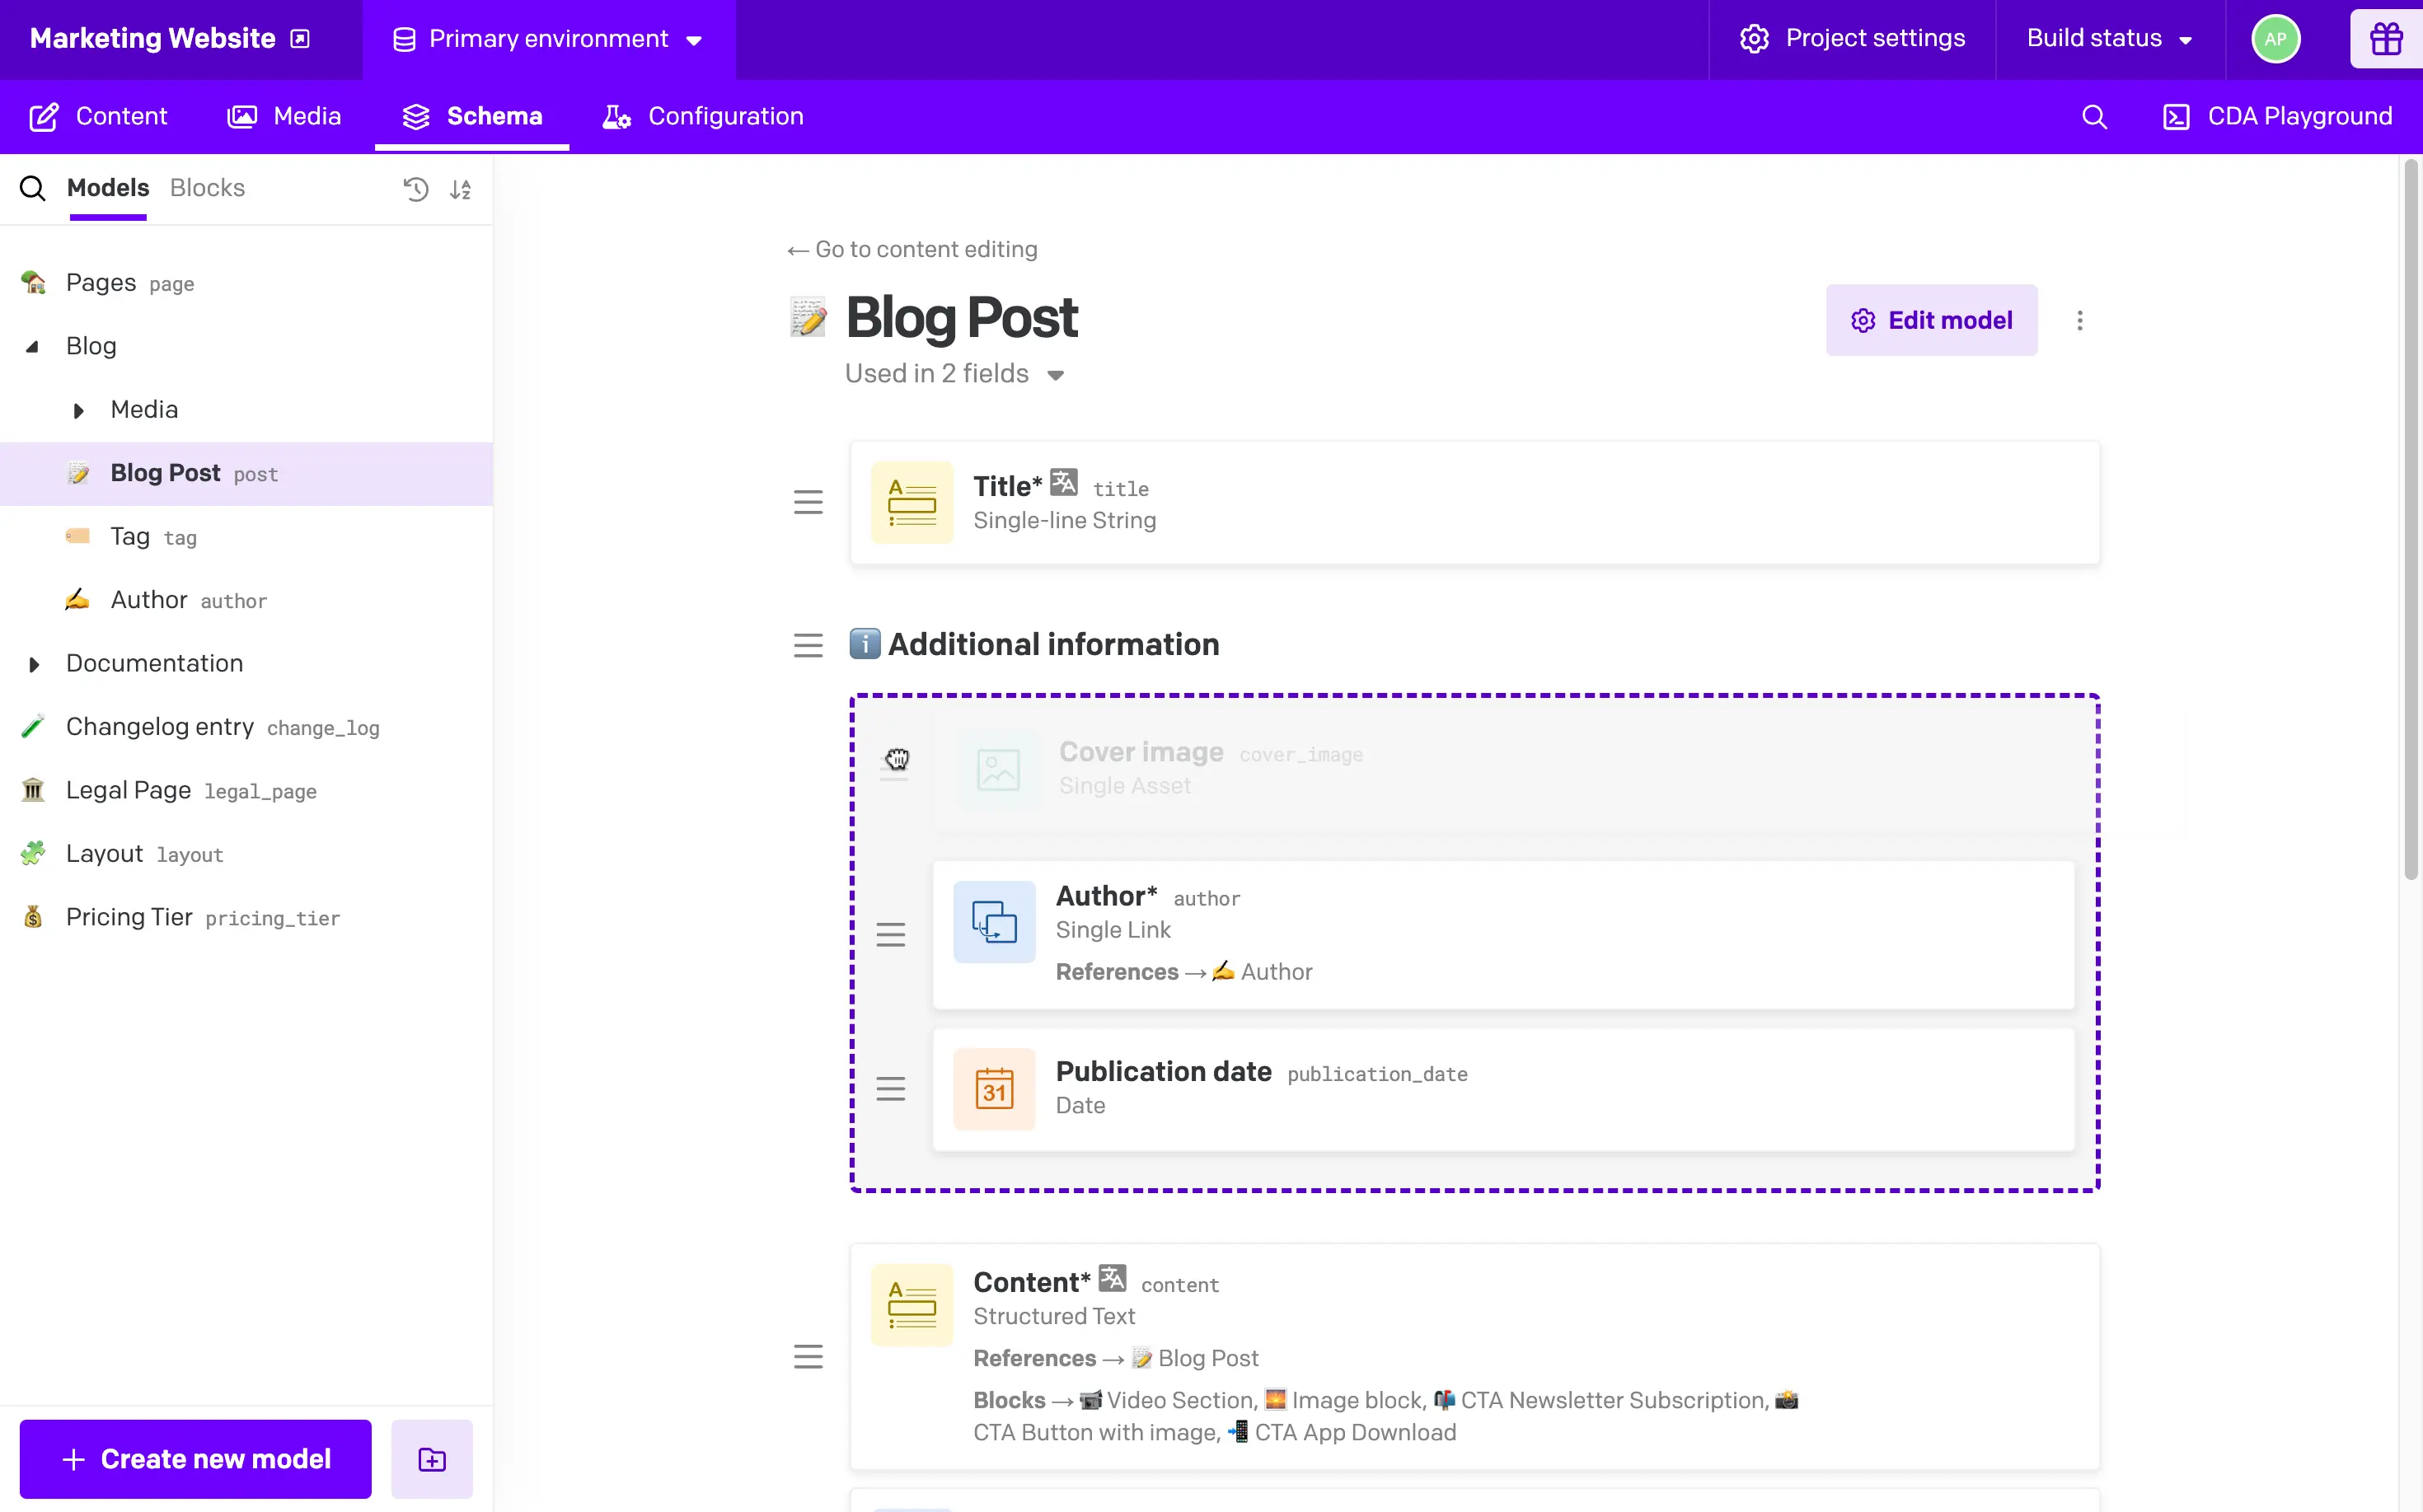 Marketing Website
Primary environment
Project settings
Build status
AP
Content
Media
Schema
Configuration
CDA Playground
Models
Blocks
Pages page
Blog
Media
Blog Post post
Tag tag
Author author
Documentation
Changelog entry change_log
Legal Page legal_page
Layout layout
Pricing Tier pricing_tier
Create new model
← Go to content editing
Blog Post
Used in 2 fields
Edit model
Title* title
Single-line String
Additional information
Cover image cover_image
Single Asset
Author* author
Single Link
References → Author
31
Publication date publication_date
Date
Content* content
Structured Text
References → Blog Post
Blocks → Video Section, Image block, CTA Newsletter Subscription,
CTA Button with image, CTA App Download